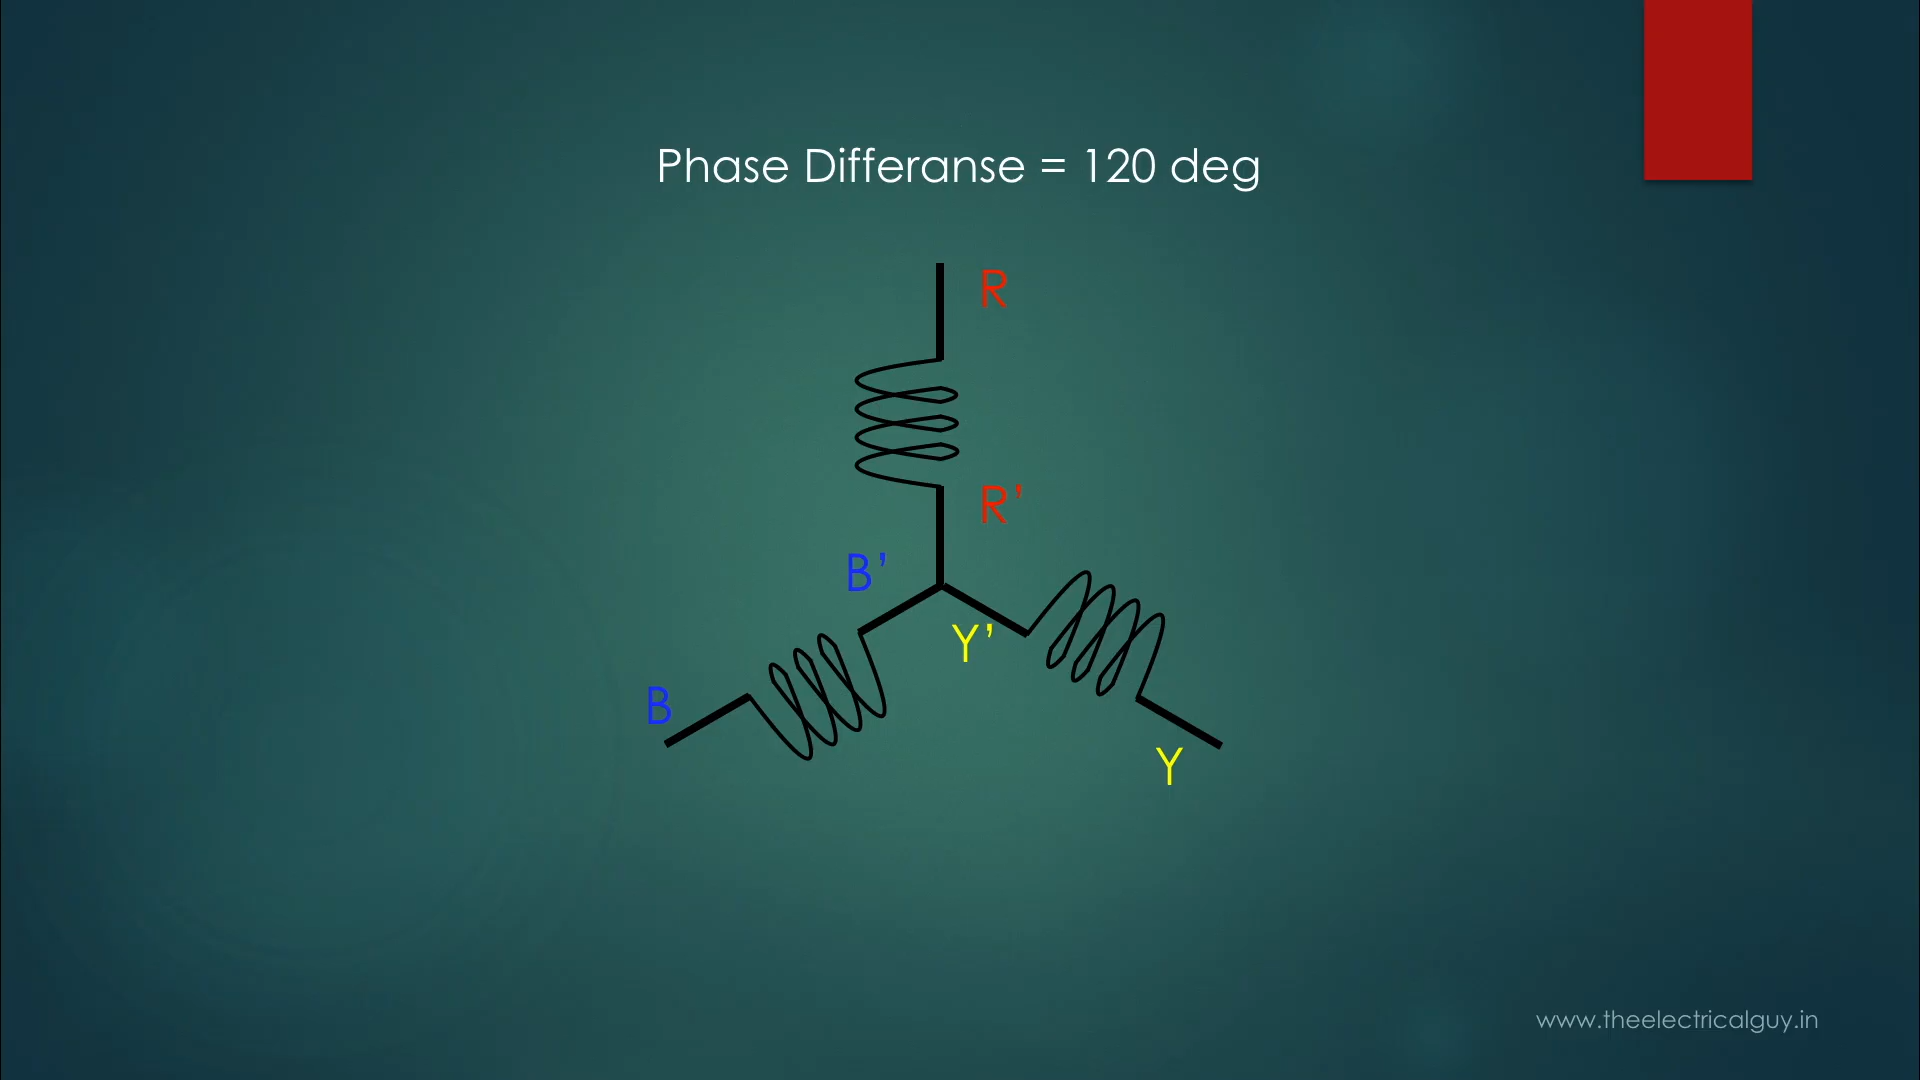 Phase Differanse = 120 deg
R
R’
B’
Y’
B
Y
www.theelectricalguy.in